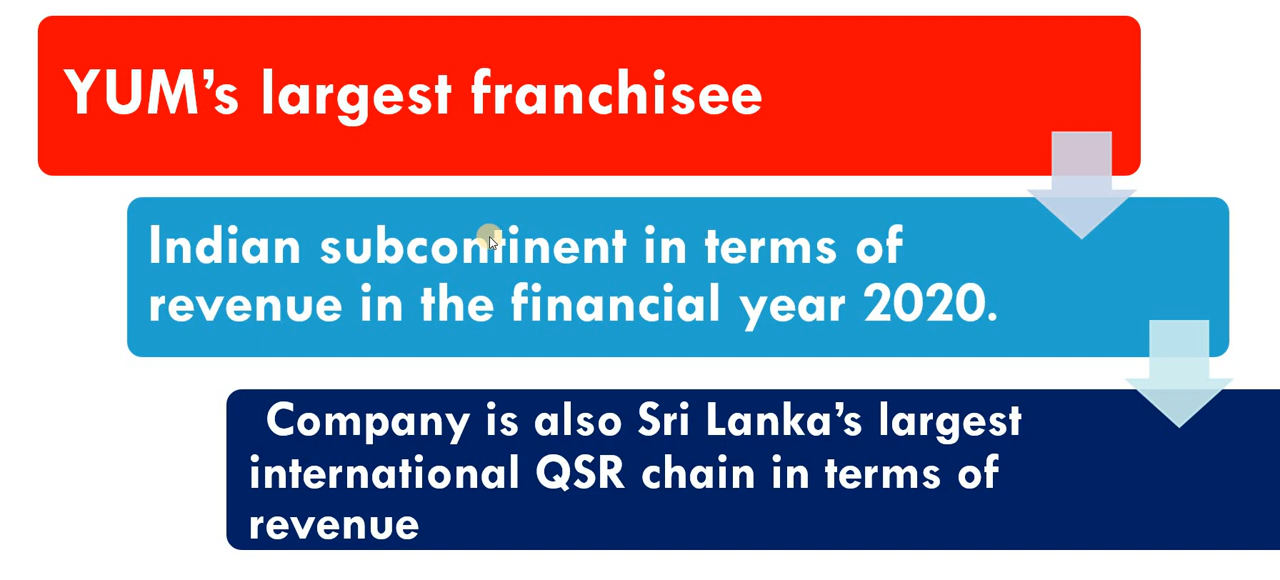 YUM’s largest franchisee
Indian subcontinent in terms of
revenue in the financial year 2020.
Company is also Sri Lanka’s largest
international QSR chain in terms of
revenue